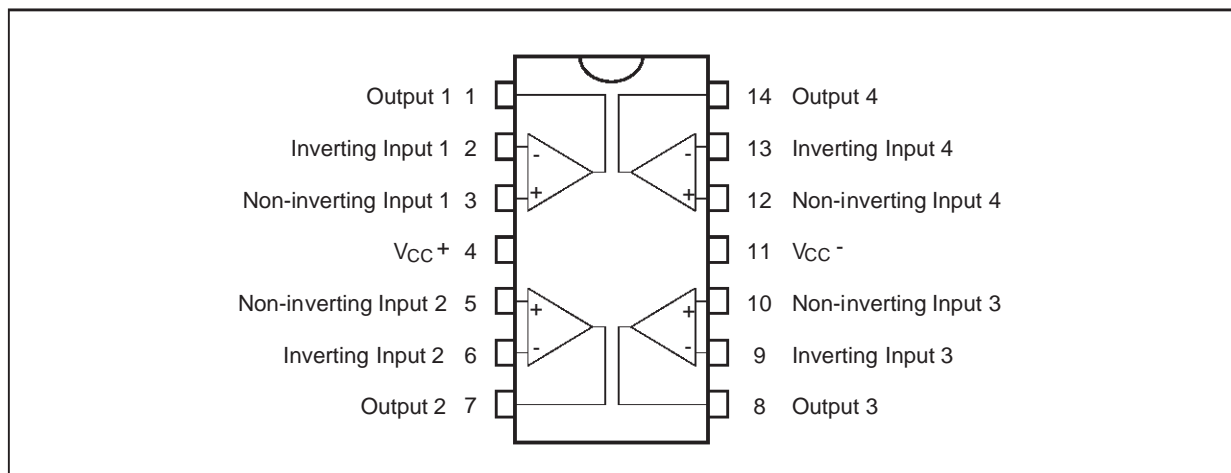 Output 1 1 14 Output 4
- -
Inverting Input 1 2 13 Inverting Input 4
+ +
Non-inverting Input 1 3 12 Non-inverting Input 4
VCC + 4 11 VCC -
Non-inverting Input 2 5 10 Non-inverting Input 3
+ +
Inverting Input 2 6 9 Inverting Input 3
- -
Output 2 7 8 Output 3